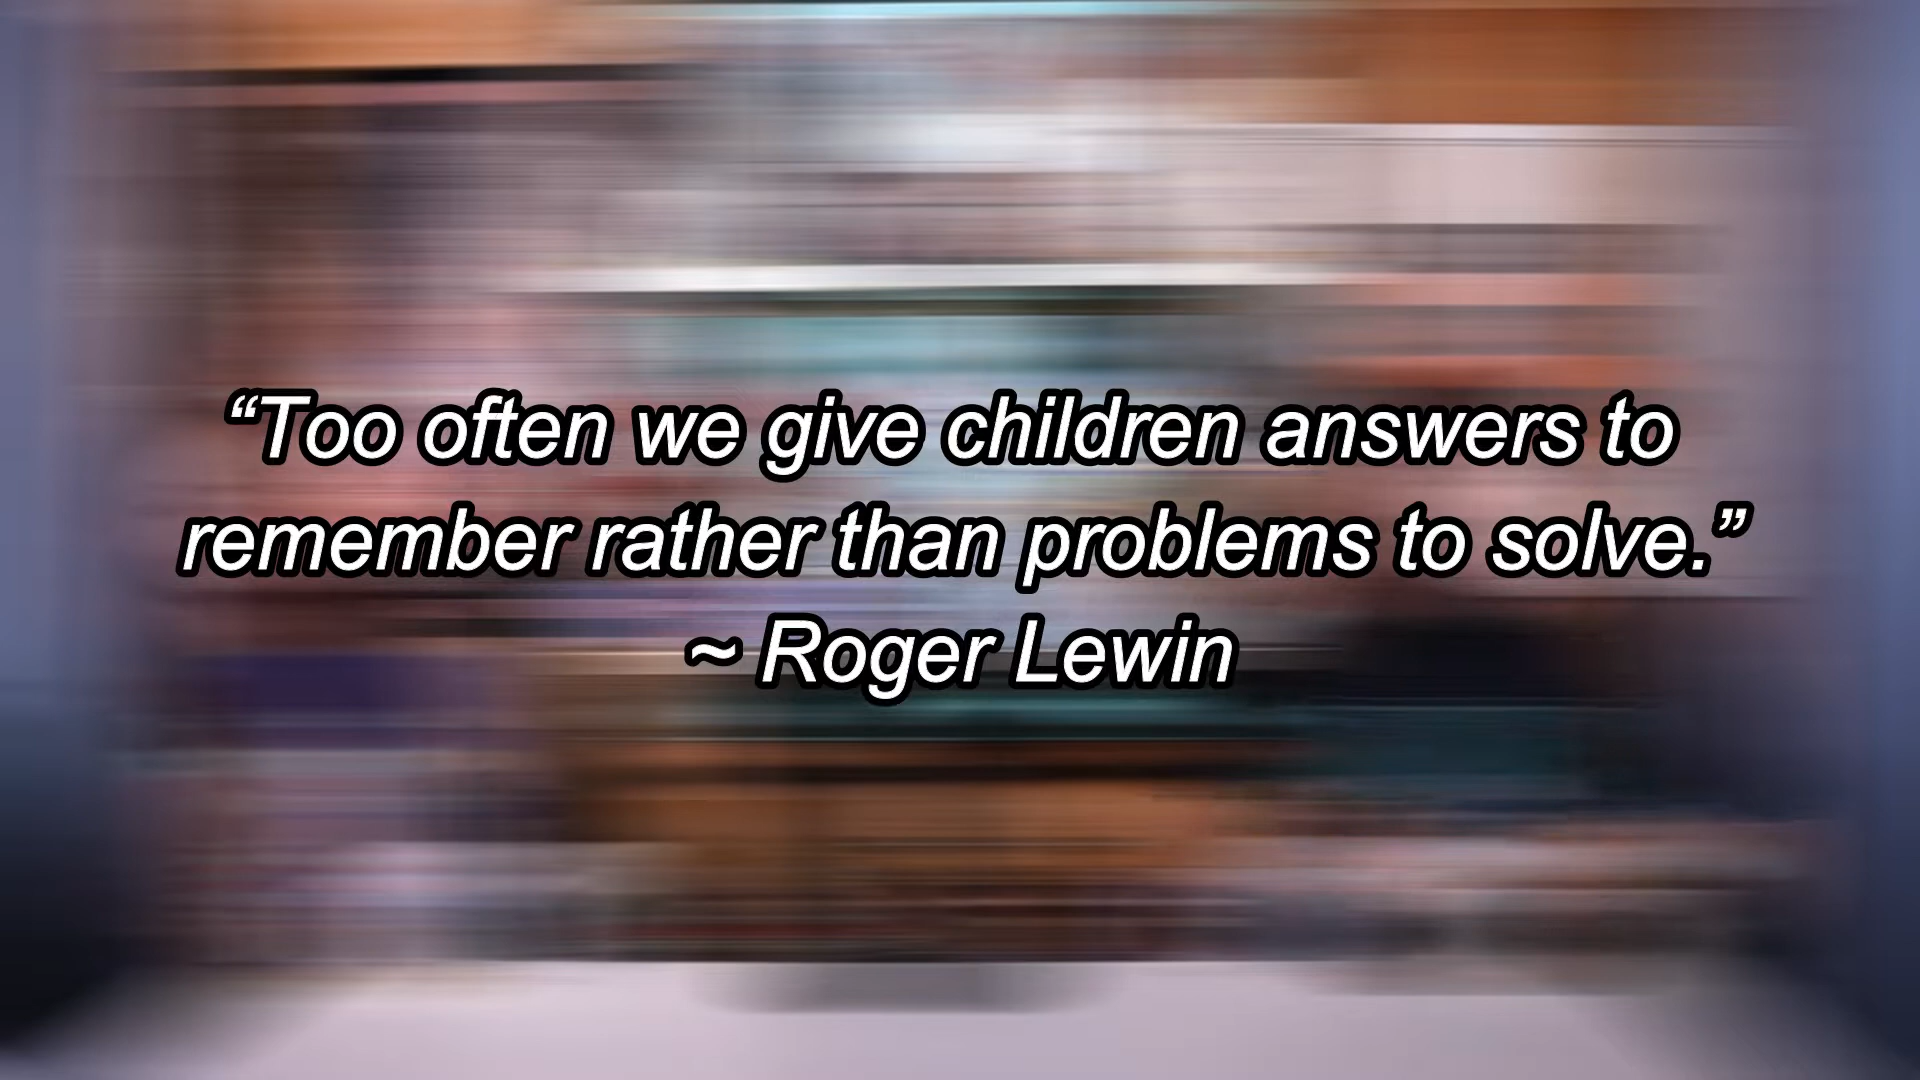 “Too often we give children answers to
remember rather than problems to solve.”
~ Roger Lewin